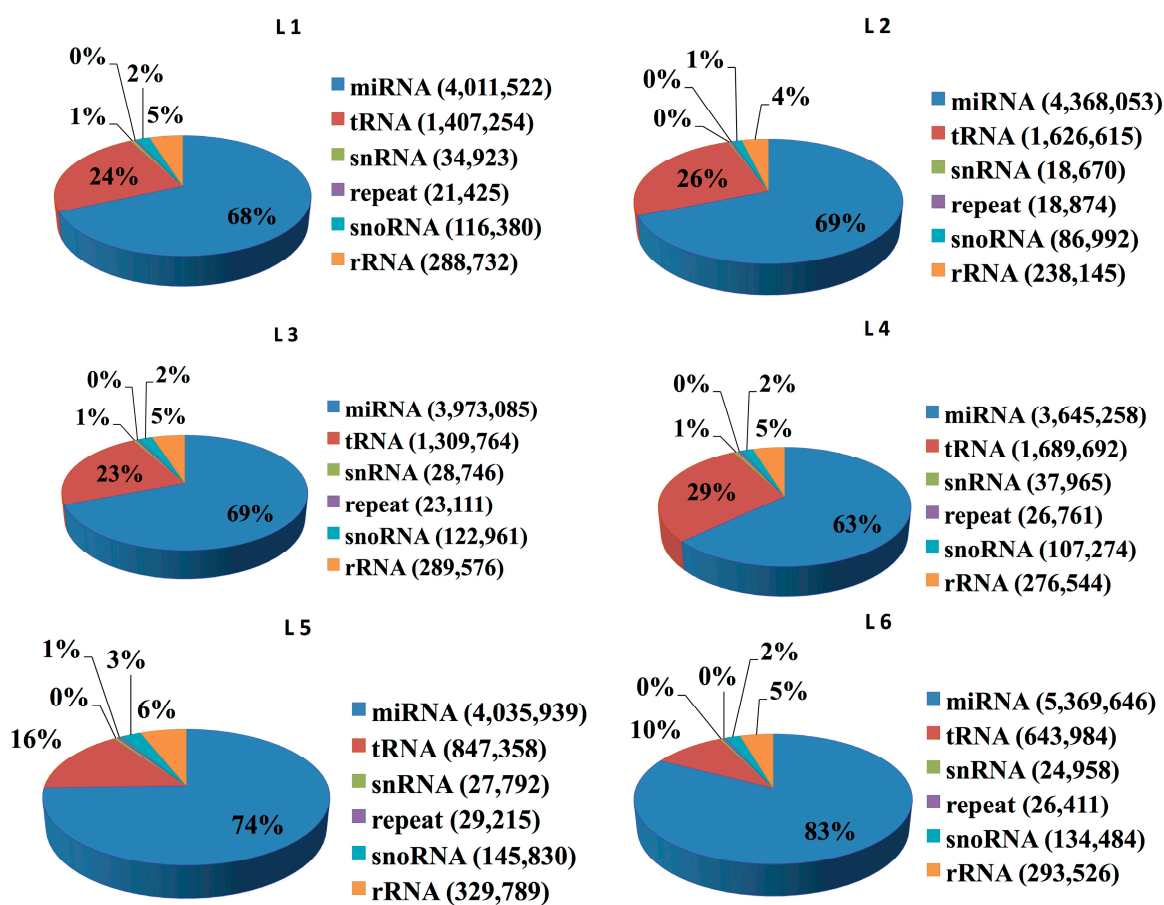 L 1
0%
2%
1%
5%
24%
68%
miRNA (4,011,522)
tRNA (1,407,254)
snRNA (34,923)
repeat (21,425)
snoRNA (116,380)
rRNA (288,732)
L 2
1%
0%
4%
0%
26%
69%
miRNA (4,368,053)
tRNA (1,626,615)
snRNA (18,670)
repeat (18,874)
snoRNA (86,992)
rRNA (238,145)
L 3
0%
2%
1%
5%
23%
69%
miRNA (3,973,085)
tRNA (1,309,764)
snRNA (28,746)
repeat (23,111)
snoRNA (122,961)
rRNA (289,576)
L 4
0%
2%
1%
5%
29%
63%
miRNA (3,645,258)
tRNA (1,689,692)
snRNA (37,965)
repeat (26,761)
snoRNA (107,274)
rRNA (276,544)
L 5
1%
3%
0%
6%
16%
74%
miRNA (4,035,939)
tRNA (847,358)
snRNA (27,792)
repeat (29,215)
snoRNA (145,830)
rRNA (329,789)
L 6
2%
0%
0%
5%
10%
83%
miRNA (5,369,646)
tRNA (643,984)
snRNA (24,958)
repeat (26,411)
snoRNA (134,484)
rRNA (293,526)